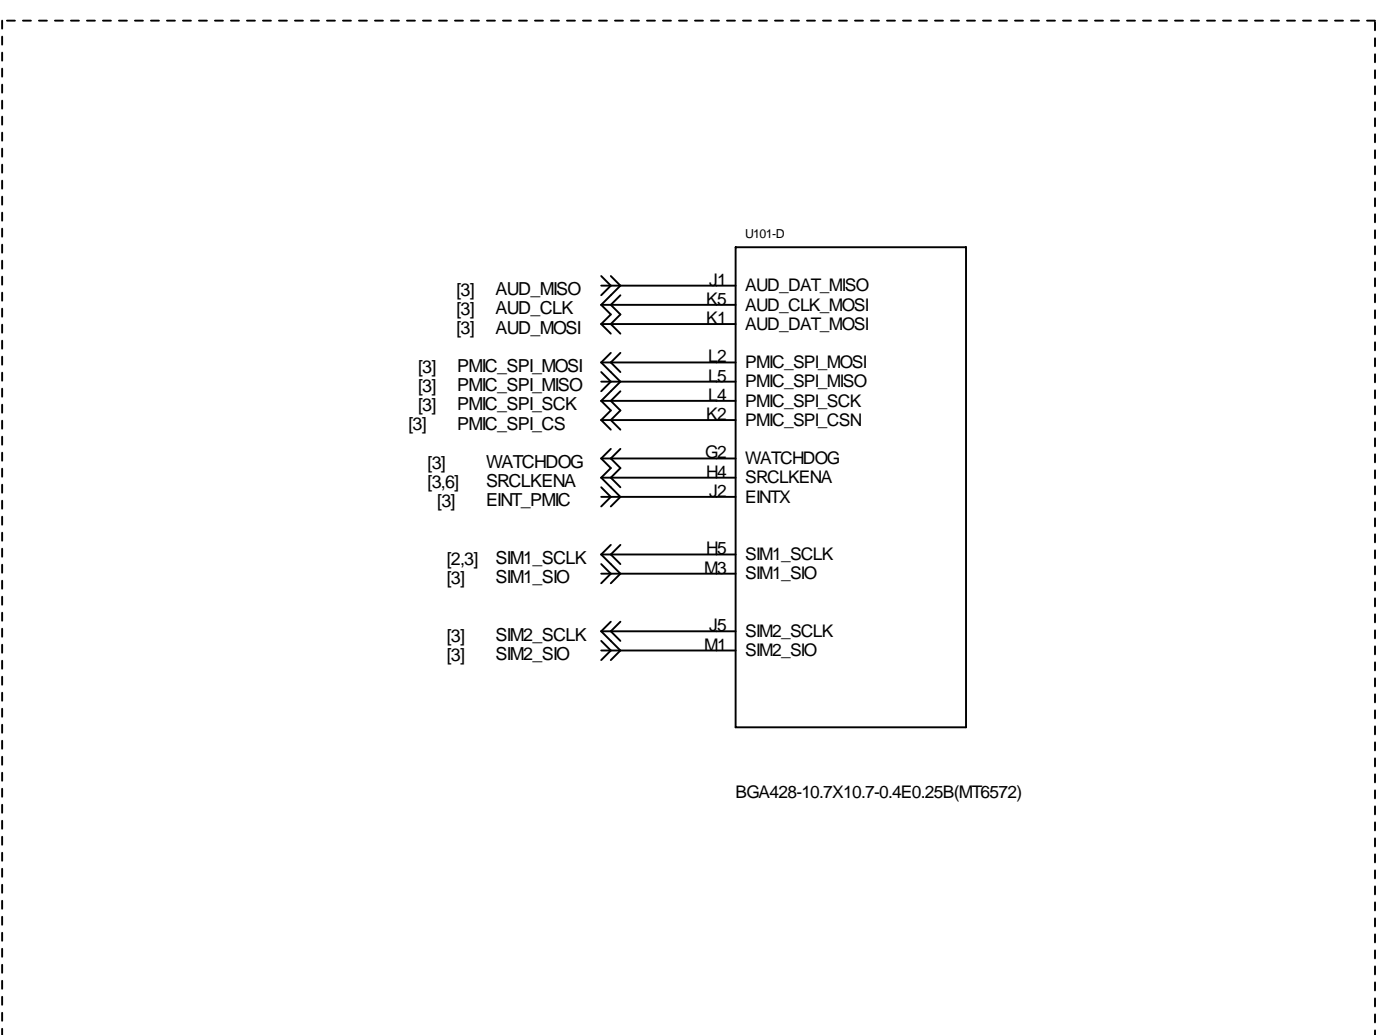 U101-D
[3] AUD_MISO J1 AUD_DAT_MISO
[3] AUD_CLK K5 AUD_CLK_MOSI
[3] AUD_MOSI K1 AUD_DAT_MOSI
[3] PMIC_SPI_MOSI L2 PMIC_SPI_MOSI
[3] PMIC_SPI_MISO L5 PMIC_SPI_MISO
[3] PMIC_SPI_SCK L4 PMIC_SPI_SCK
[3] PMIC_SPI_CS K2 PMIC_SPI_CSN
[3] WATCHDOG G2 WATCHDOG
[3,6] SRCLKENA H4 SRCLKENA
[3] EINT_PMIC J2 EINTX
[2,3] SIM1_SCLK H5 SIM1_SCLK
[3] SIM1_SIO M3 SIM1_SIO
[3] SIM2_SCLK J5 SIM2_SCLK
[3] SIM2_SIO M1 SIM2_SIO
BGA428-10.7X10.7-0.4E0.25B(MT6572)